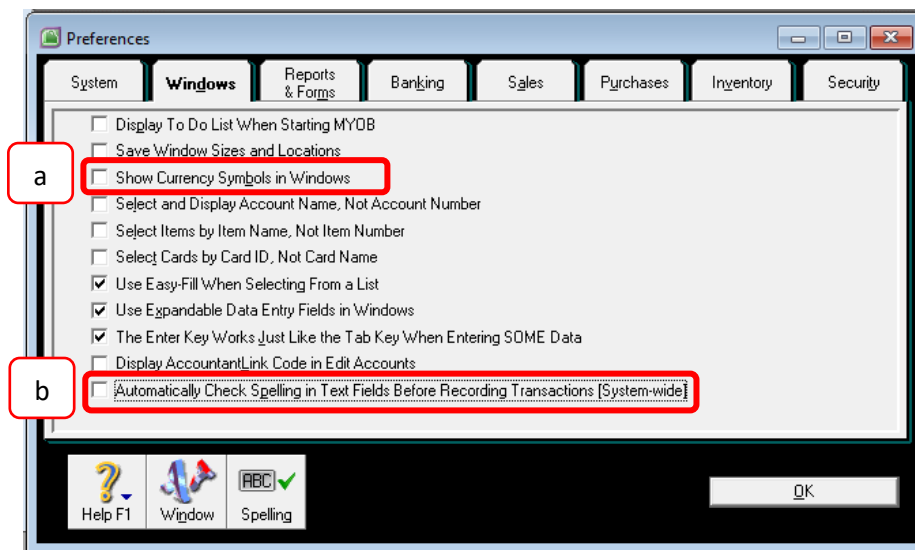 Preferences
System Windows Reports & Forms Banking Sales Purchases Inventory Security
Display To Do List When Starting MYOB
Save Window Sizes and Locations
a
Show Currency Symbols in Windows
Select and Display Account Name, Not Account Number
Select Items by Item Name, Not Item Number
Select Cards by Card ID, Not Card Name
Use Easy-Fill When Selecting From a List
Use Expandable Data Entry Fields in Windows
The Enter Key Works Just Like the Tab Key When Entering SOME Data
Display AccountantLink Code in Edit Accounts
b
Automatically Check Spelling in Text Fields Before Recording Transactions [System-wide]
?
ABC
Help F1 Window Spelling
OK